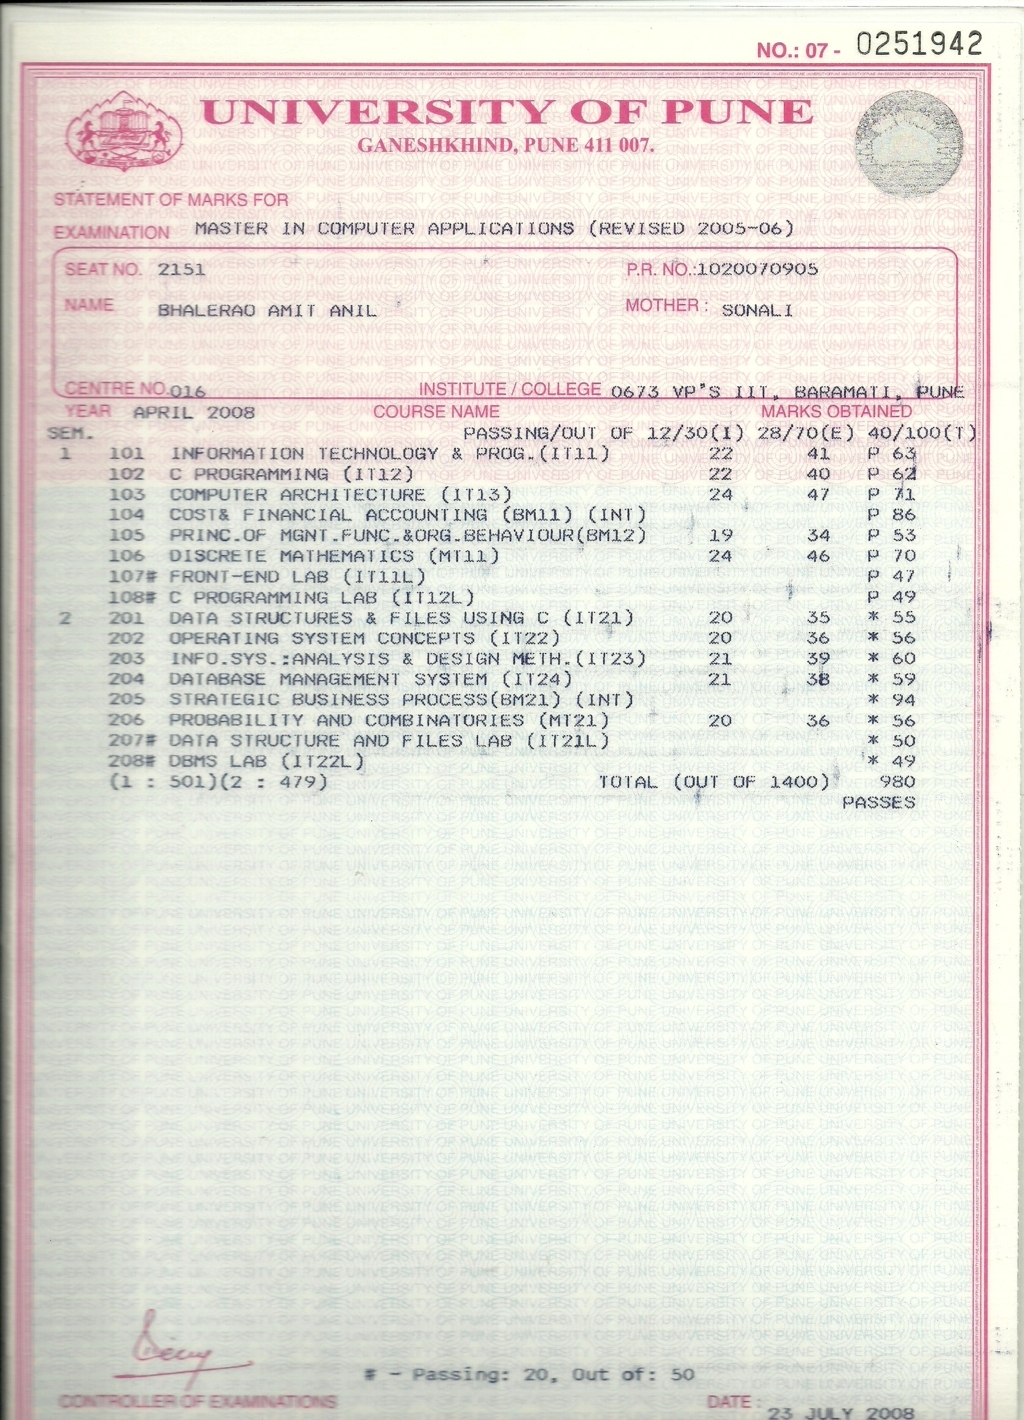 NO.: 07 - 0251942
UNIVERSITY OF PUNE
GANESHKHIND, PUNE 411 007.
STATEMENT OF MARKS FOR
EXAMINATION MASTER IN COMPUTER APPLICATIONS (REVISED 2005-06)
SEAT NO. 2151 P.R. NO.:1020070905
NAME BHALERAO AMIT ANIL MOTHER : SONALI
CENTRE NO.016 INSTITUTE / COLLEGE 0673 VP'S IIT, BARAMATI, PUNE
YEAR APRIL 2008 COURSE NAME MARKS OBTAINED
SEM. PASSING/OUT OF 12/30(I) 28/70(E) 40/100(T)
1 101 INFORMATION TECHNOLOGY & PROG.(IT11) 22 41 P 63
102 C PROGRAMMING (IT12) 22 40 P 62
103 COMPUTER ARCHITECTURE (IT13) 24 47 P 71
104 COST& FINANCIAL ACCOUNTING (BM11) (INT) P 86
105 PRINC.OF MGNT.FUNC.&ORG.BEHAVIOUR(BM12) 19 34 P 53
106 DISCRETE MATHEMATICS (MT11) 24 46 P 70
107# FRONT-END LAB (IT11L) P 47
108# C PROGRAMMING LAB (IT12L) P 49
2 201 DATA STRUCTURES & FILES USING C (IT21) 20 35 * 55
202 OPERATING SYSTEM CONCEPTS (IT22) 20 36 * 56
203 INFO.SYS.:ANALYSIS & DESIGN METH.(IT23) 21 39 * 60
204 DATABASE MANAGEMENT SYSTEM (IT24) 21 38 * 59
205 STRATEGIC BUSINESS PROCESS(BM21) (INT) * 94
206 PROBABILITY AND COMBINATORIES (MT21) 20 36 * 56
207# DATA STRUCTURE AND FILES LAB (IT21L) * 50
208# DBMS LAB (IT22L) * 49
(1 : 501)(2 : 479) TOTAL (OUT OF 1400) 980
PASSES
# - Passing: 20, Out of: 50
CONTROLLER OF EXAMINATIONS DATE : 23 JULY 2008